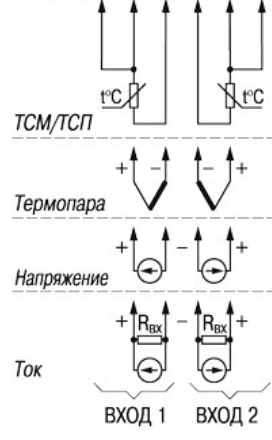 t°C t°C
ТСМ/ТСП
+ − − +
Термопара
+ − +
Напряжение
+ Rвх − Rвх +
Ток
ВХОД 1 ВХОД 2